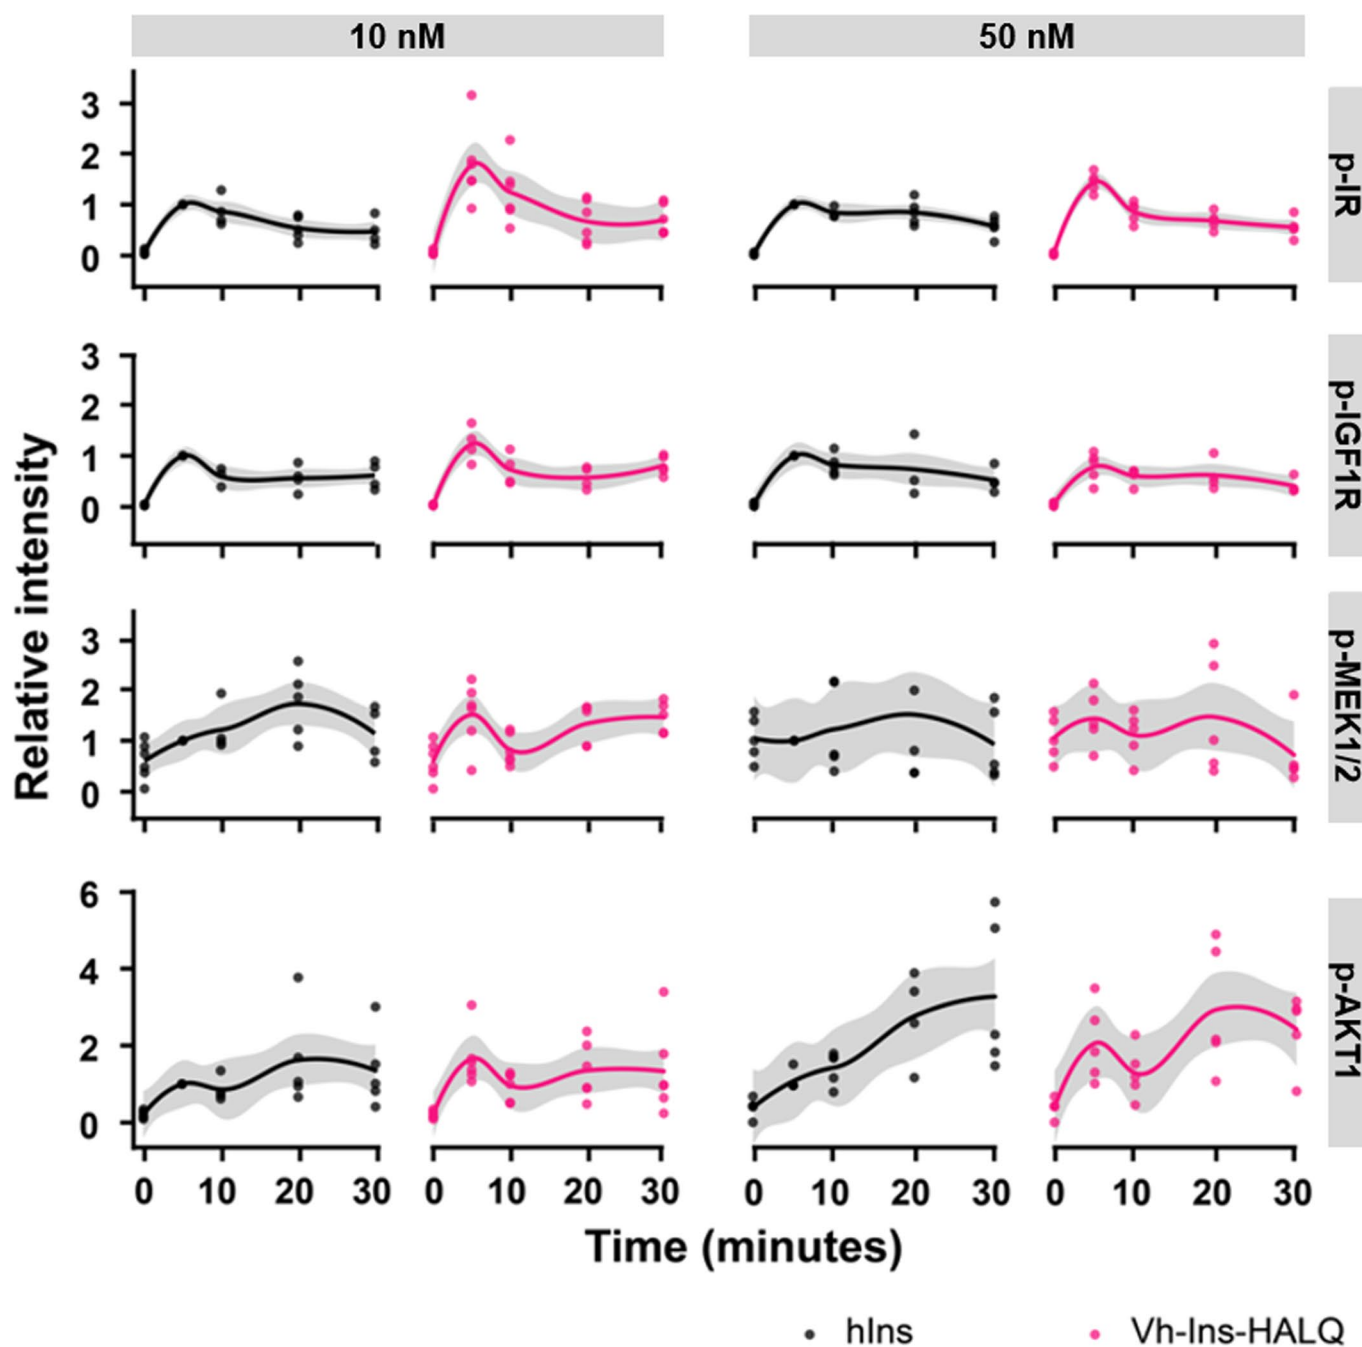 10 nM 50 nM
3
2
1
0
p-IR
3
2
1
0
p-IGF1R
3
2
1
0
p-MEK1/2
6
4
2
0
p-AKT1
Relative intensity
0 10 20 30 0 10 20 30 0 10 20 30 0 10 20 30
Time (minutes)
hIns Vh-Ins-HALQ